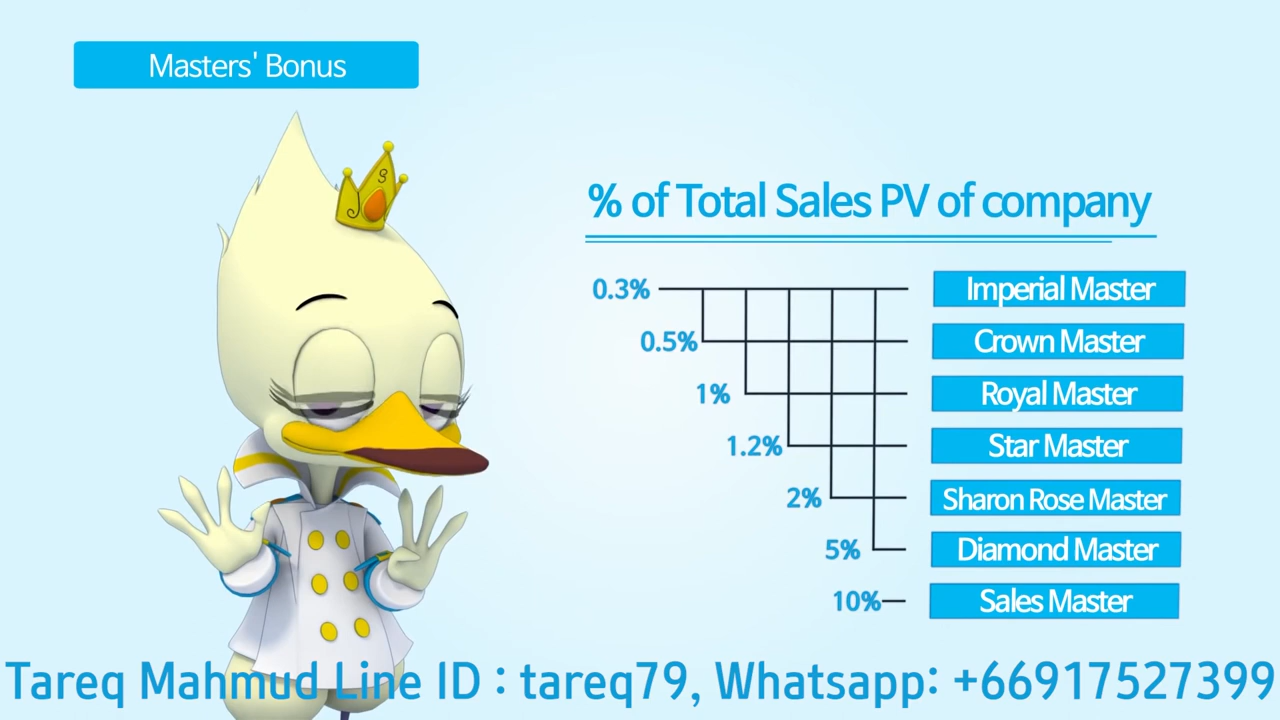 Masters' Bonus
% of Total Sales PV of company
0.3% Imperial Master
0.5% Crown Master
1% Royal Master
1.2% Star Master
2% Sharon Rose Master
5% Diamond Master
10% Sales Master
Tareq Mahmud Line ID : tareq79, Whatsapp: +66917527399